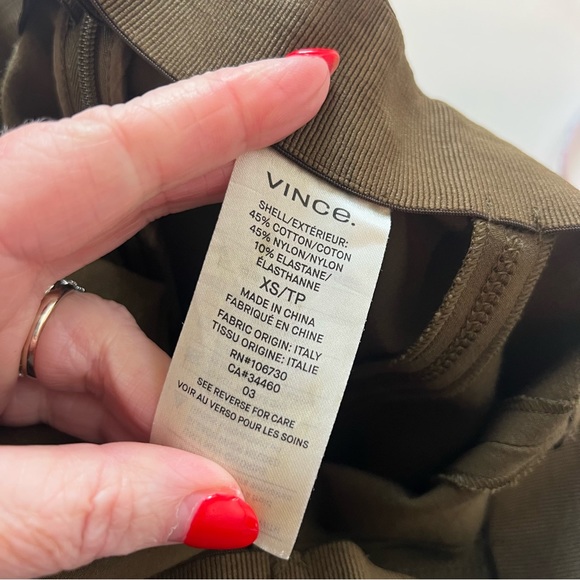 VINCE.
SHELL/EXTÉRIEUR:
45% COTTON/COTON
45% NYLON/NYLON
10% ELASTANE/
ÉLASTHANNE
XS/TP
MADE IN CHINA
FABRIQUÉ EN CHINE
FABRIC ORIGIN: ITALY
TISSU ORIGINE: ITALIE
RN#106730
CA#34460
03
SEE REVERSE FOR CARE
VOIR AU VERSO POUR LES SOINS